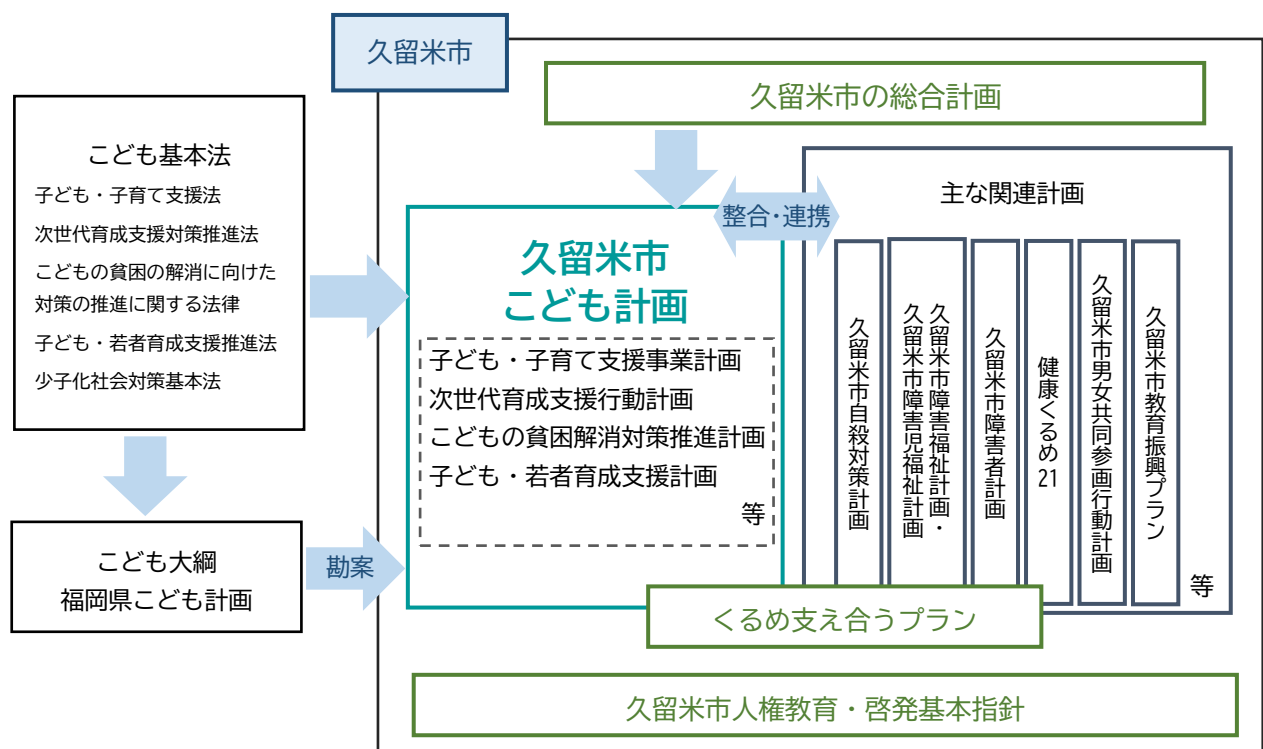 久留米市
久留米市の総合計画
こども基本法
子ども・子育て支援法
次世代育成支援対策推進法
こどもの貧困の解消に向けた
対策の推進に関する法律
子ども・若者育成支援推進法
少子化社会対策基本法
こども大綱
福岡県こども計画
勘案
久留米市
こども計画
子ども・子育て支援事業計画
次世代育成支援行動計画
こどもの貧困解消対策推進計画
子ども・若者育成支援計画
等
整合・連携
主な関連計画
久留米市自殺対策計画
久留米市障害福祉計画・
久留米市障害児福祉計画
久留米市障害者計画
健康くるめ21
久留米市男女共同参画行動計画
久留米市教育振興プラン
等
くるめ支え合うプラン
久留米市人権教育・啓発基本指針